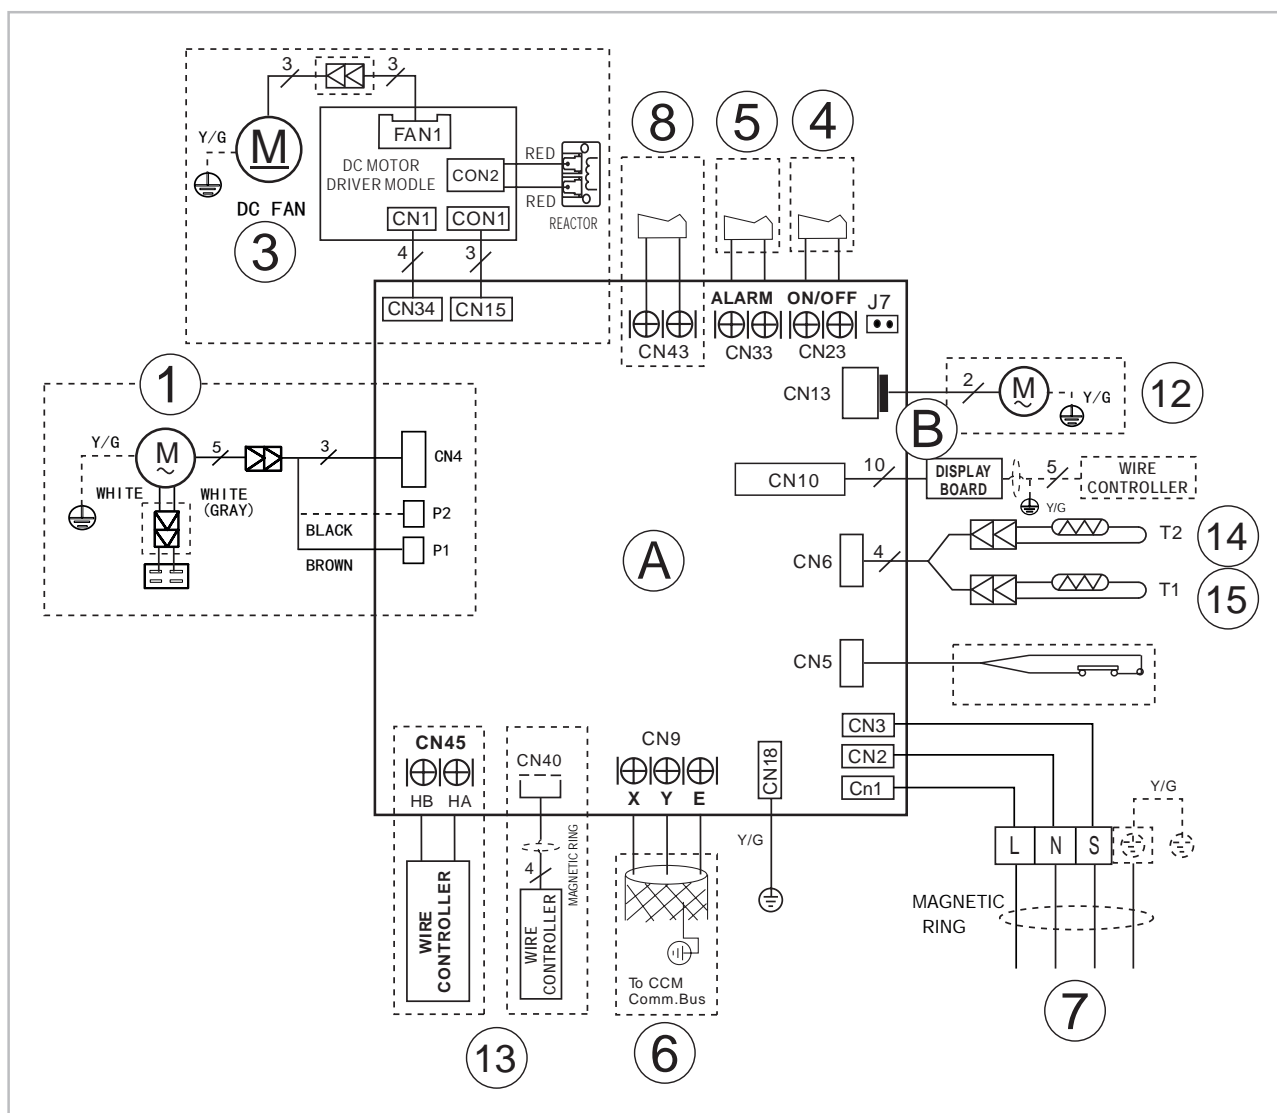 3
3
8
5
4
FAN1
Y/G
M
DC MOTOR
DRIVER MODLE
CON2
RED
RED
REACTOR
DC FAN
3
CN1
CON1
4
3
CN34
CN15
ALARM
ON/OFF
J7
CN43
CN33
CN23
1
CN13
2
M
~
Y/G
12
B
Y/G
M
~
5
3
CN4
CN10
10
DISPLAY
BOARD
5
WIRE
CONTROLLER
Y/G
WHITE
WHITE
(GRAY)
P2
BLACK
P1
BROWN
A
CN6
4
T2
14
T1
15
CN5
CN3
CN2
Cn1
CN45
HB
HA
CN40
CN9
X
Y
E
CN18
Y/G
Y/G
L
N
S
MAGNETIC RING
4
WIRE
CONTROLLER
WIRE
CONTROLLER
MAGNETIC
RING
To CCM
Comm.Bus
13
6
7